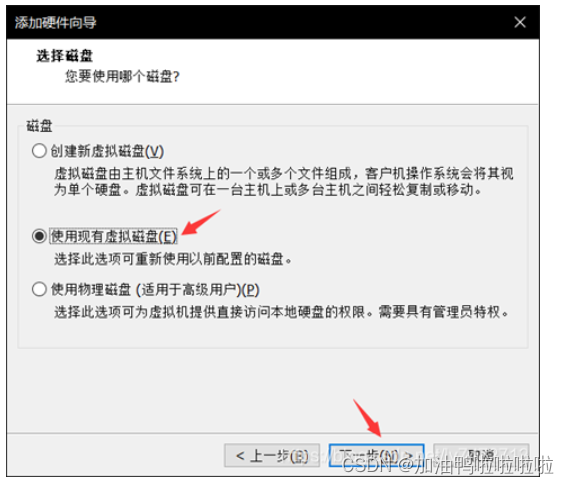 添加硬件向导
选择磁盘
您要使用哪个磁盘?
磁盘
创建新虚拟磁盘(V)
虚拟磁盘由主机文件系统上的一个或多个文件组成，客户机操作系统会将其视
为单个硬盘。虚拟磁盘可在一台主机上或多台主机之间轻松复制或移动。
使用现有虚拟磁盘(E)
选择此选项可重新使用以前配置的磁盘。
使用物理磁盘 (适用于高级用户)(P)
选择此选项可为虚拟机提供直接访问本地硬盘的权限。需要具有管理员特权。
< 上一步(B) 下一步(N) > 取消
CSDN @加油鸭啦啦啦啦